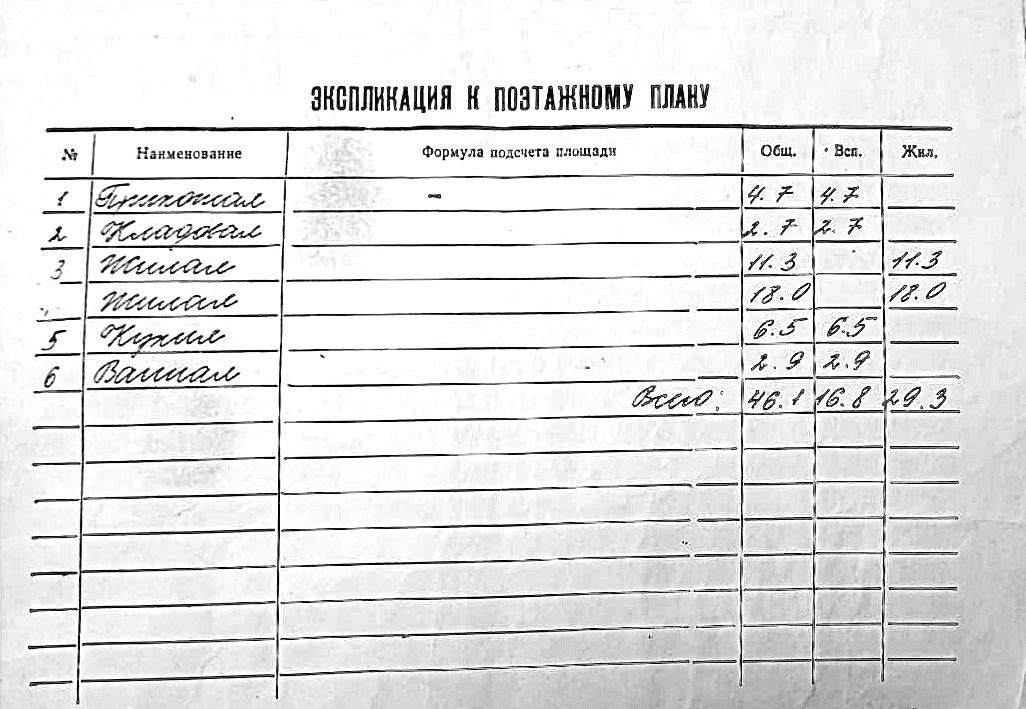 ЭКСПЛИКАЦИЯ К ПОЭТАЖНОМУ ПЛАНУ
№ Наименование Формула подсчета площади Общ. Всп. Жил.
1 Прихожая – 4.7 4.7
2 Кладовая 2.7 2.7
3 Жилая 11.3 11.3
Жилая 18.0 18.0
5 Кухня 6.5 6.5
6 Ванная 2.9 2.9
Всего: 46.1 16.8 29.3